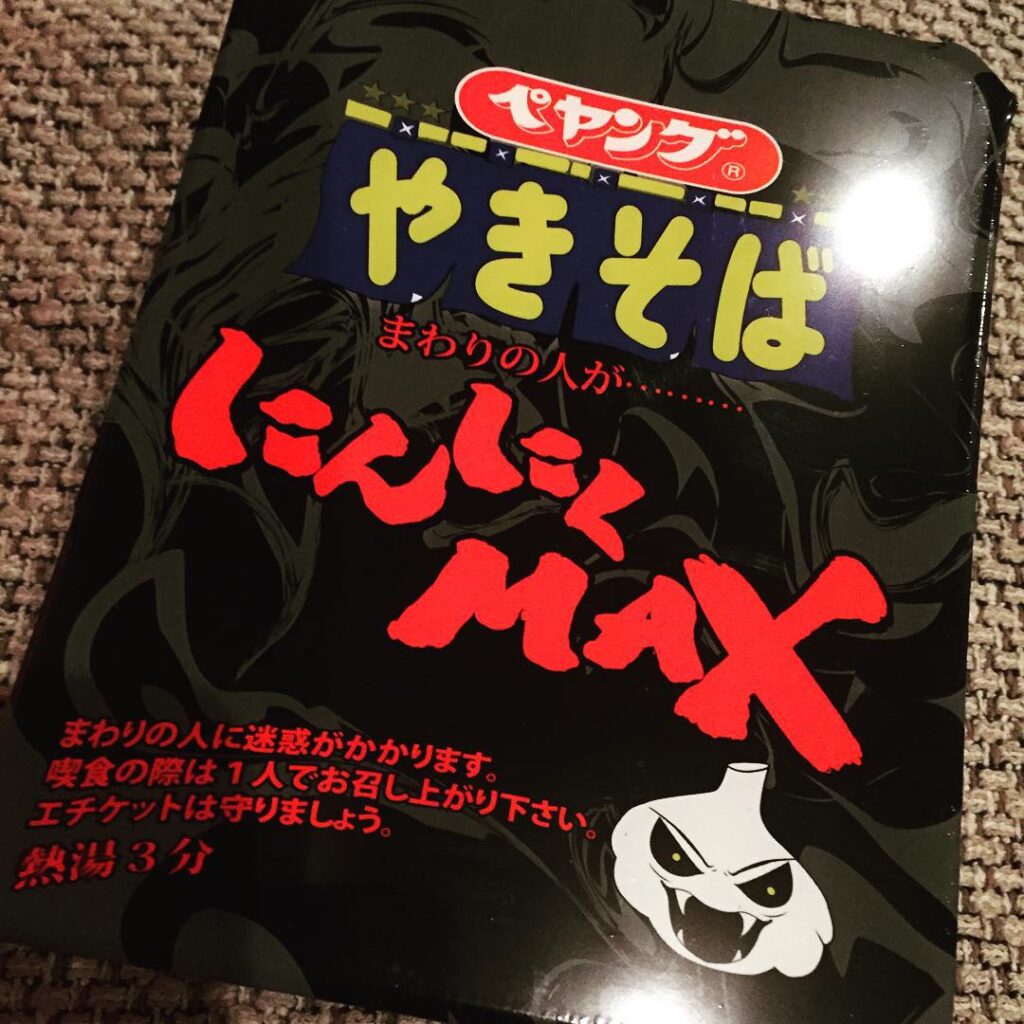 ペヤング®
やきそば
まわりの人が………
にんにく
MAX
まわりの人に迷惑がかかります。
喫食の際は1人でお召し上がり下さい。
エチケットは守りましょう。
熱湯3分